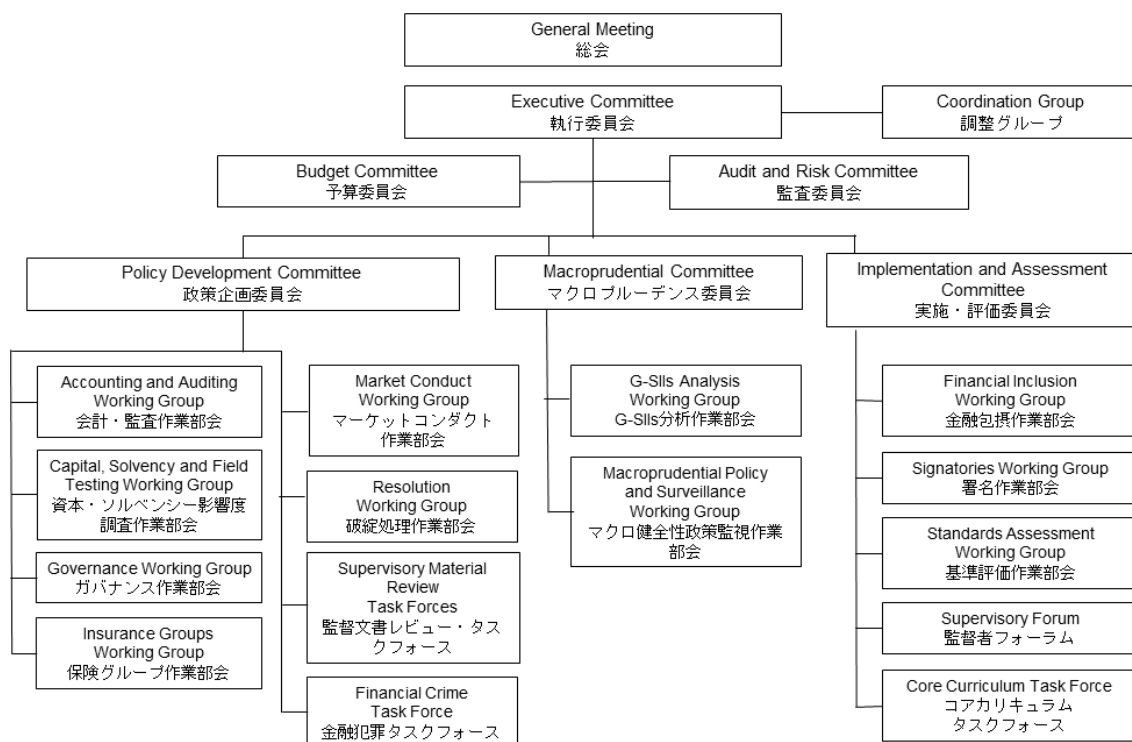 General Meeting
総会
Executive Committee
執行委員会
Coordination Group
調整グループ
Budget Committee
予算委員会
Audit and Risk Committee
監査委員会
Policy Development Committee
政策企画委員会
Macroprudential Committee
マクロプルーデンス委員会
Implementation and Assessment
Committee
実施・評価委員会
Accounting and Auditing
Working Group
会計・監査作業部会
Capital, Solvency and Field
Testing Working Group
資本・ソルベンシー影響度
調査作業部会
Governance Working Group
ガバナンス作業部会
Insurance Groups
Working Group
保険グループ作業部会
Market Conduct
Working Group
マーケットコンダクト
作業部会
Resolution
Working Group
破綻処理作業部会
Supervisory Material
Review
Task Forces
監督文書レビュー・タス
クフォース
Financial Crime
Task Force
金融犯罪タスクフォース
G-SIIs Analysis
Working Group
G-SIIs分析作業部会
Macroprudential Policy
and Surveillance
Working Group
マクロ健全性政策監視作業
部会
Financial Inclusion
Working Group
金融包摂作業部会
Signatories Working Group
署名作業部会
Standards Assessment
Working Group
基準評価作業部会
Supervisory Forum
監督者フォーラム
Core Curriculum Task Force
コアカリキュラム
タスクフォース